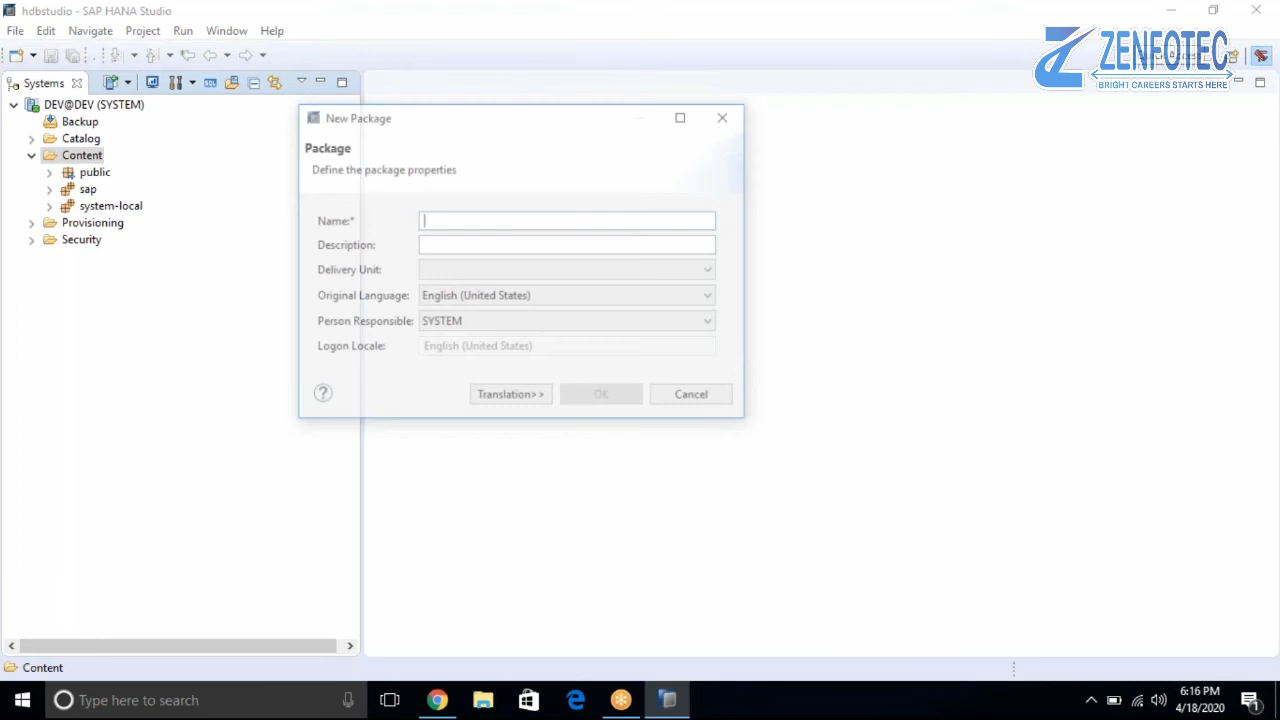 hdbstudio - SAP HANA Studio
File Edit Navigate Project Run Window Help
ZENFOTEC
BRIGHT CAREERS STARTS HERE
Systems
DEV@DEV (SYSTEM)
Backup
Catalog
Content
public
sap
system-local
Provisioning
Security
New Package
Package
Define the package properties
Name:*
Description:
Delivery Unit:
Original Language: English (United States)
Person Responsible: SYSTEM
Logon Locale: English (United States)
? Translation>> OK Cancel
Content
Type here to search
6:16 PM
4/18/2020
1